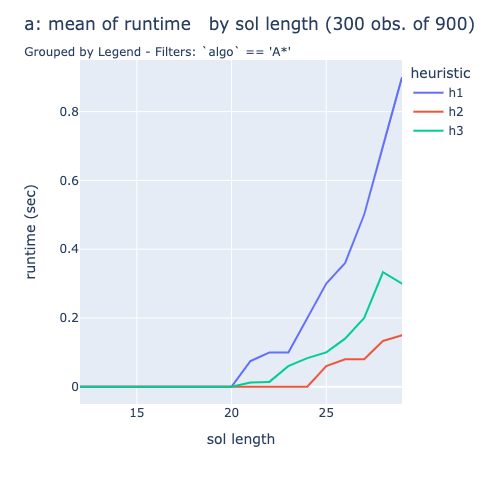 a: mean of runtime   by sol length (300 obs. of 900)
Grouped by Legend - Filters: `algo` == 'A*'
heuristic
h1
h2
h3
0.8
0.6
0.4
0.2
0
runtime (sec)
15
20
25
sol length